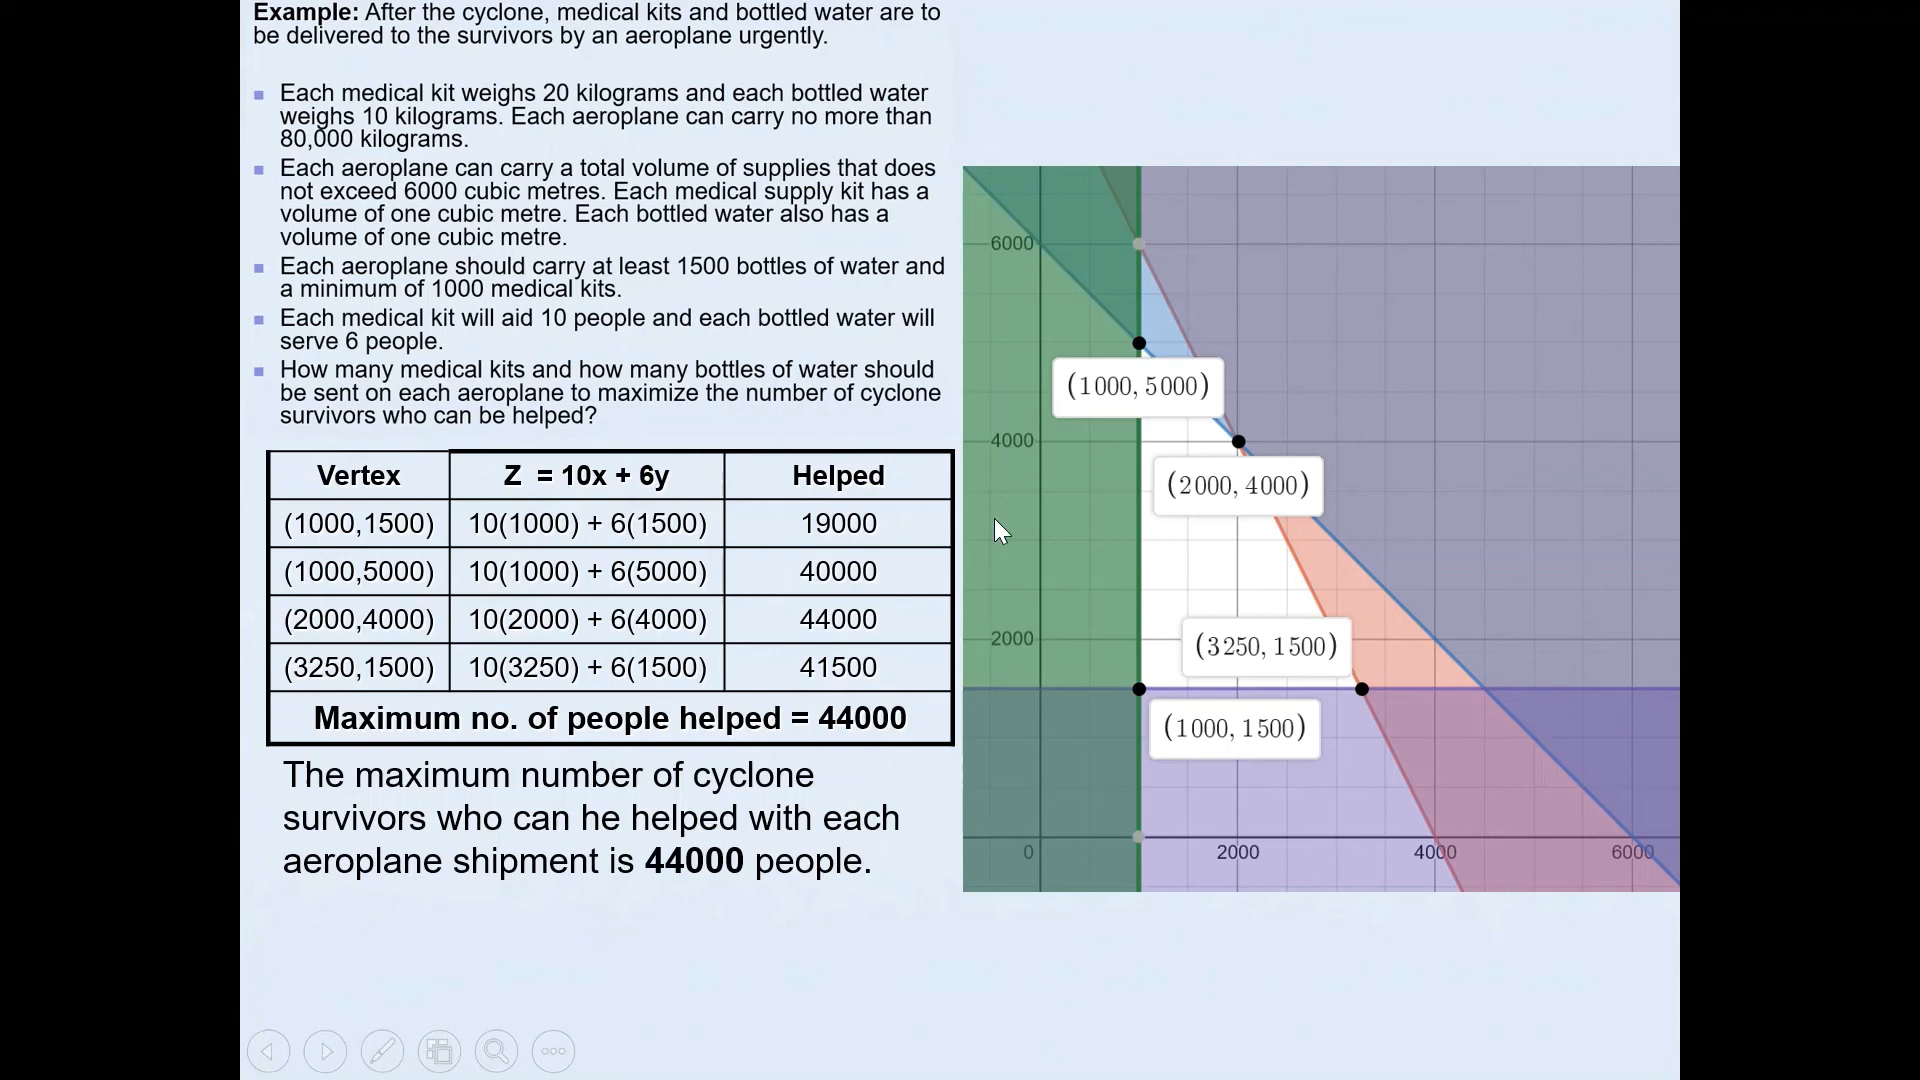 Example: After the cyclone, medical kits and bottled water are to
be delivered to the survivors by an aeroplane urgently.
Each medical kit weighs 20 kilograms and each bottled water
weighs 10 kilograms. Each aeroplane can carry no more than
80,000 kilograms.
Each aeroplane can carry a total volume of supplies that does
not exceed 6000 cubic metres. Each medical supply kit has a
volume of one cubic metre. Each bottled water also has a
volume of one cubic metre.
Each aeroplane should carry at least 1500 bottles of water and
a minimum of 1000 medical kits.
Each medical kit will aid 10 people and each bottled water will
serve 6 people.
How many medical kits and how many bottles of water should
be sent on each aeroplane to maximize the number of cyclone
survivors who can be helped?
Vertex Z = 10x + 6y Helped
(1000,1500) 10(1000) + 6(1500) 19000
(1000,5000) 10(1000) + 6(5000) 40000
(2000,4000) 10(2000) + 6(4000) 44000
(3250,1500) 10(3250) + 6(1500) 41500
Maximum no. of people helped = 44000
The maximum number of cyclone
survivors who can he helped with each
aeroplane shipment is 44000 people.
6000
(1000, 5000)
4000
(2000, 4000)
2000
(3250, 1500)
(1000, 1500)
0 2000 4000 6000